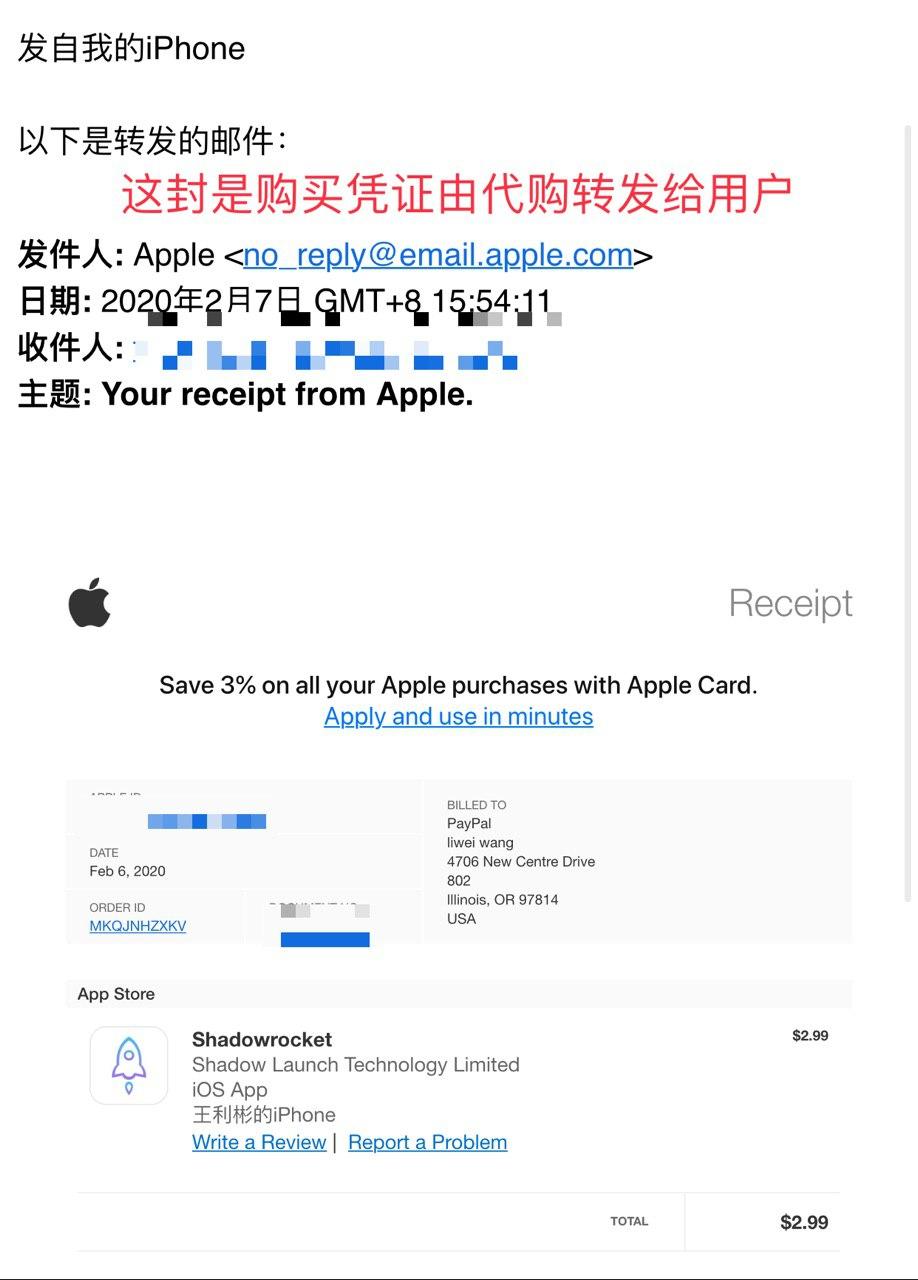 发自我的iPhone
以下是转发的邮件：
这封是购买凭证由代购转发给用户
发件人: Apple <no_reply@email.apple.com>
日期: 2020年2月7日 GMT+8 15:54:11
收件人:
主题: Your receipt from Apple.
Receipt
Save 3% on all your Apple purchases with Apple Card.
Apply and use in minutes
APPLE ID
BILLED TO
PayPal
liwei wang
4706 New Centre Drive
802
Illinois, OR 97814
USA
DATE
Feb 6, 2020
ORDER ID
MKQJNHZXKV
DOCUMENT NO.
App Store
Shadowrocket
$2.99
Shadow Launch Technology Limited
iOS App
王利彬的iPhone
Write a Review | Report a Problem
TOTAL
$2.99